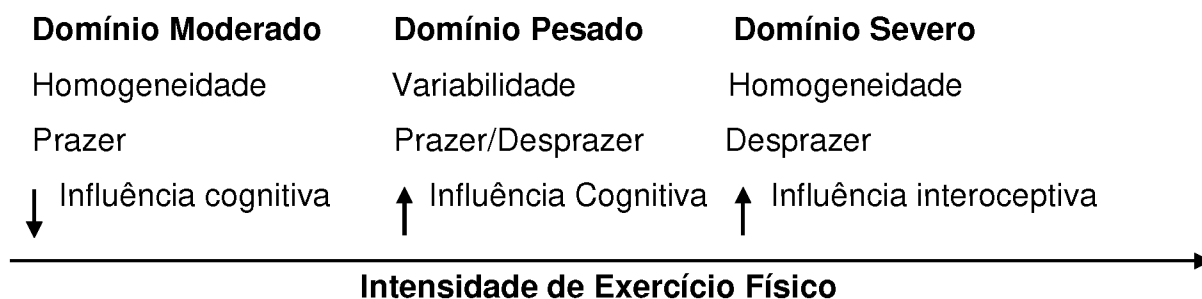 Domínio Moderado Domínio Pesado Domínio Severo
Homogeneidade Variabilidade Homogeneidade
Prazer Prazer/Desprazer Desprazer
Influência cognitiva Influência Cognitiva Influência interoceptiva
Intensidade de Exercício Físico